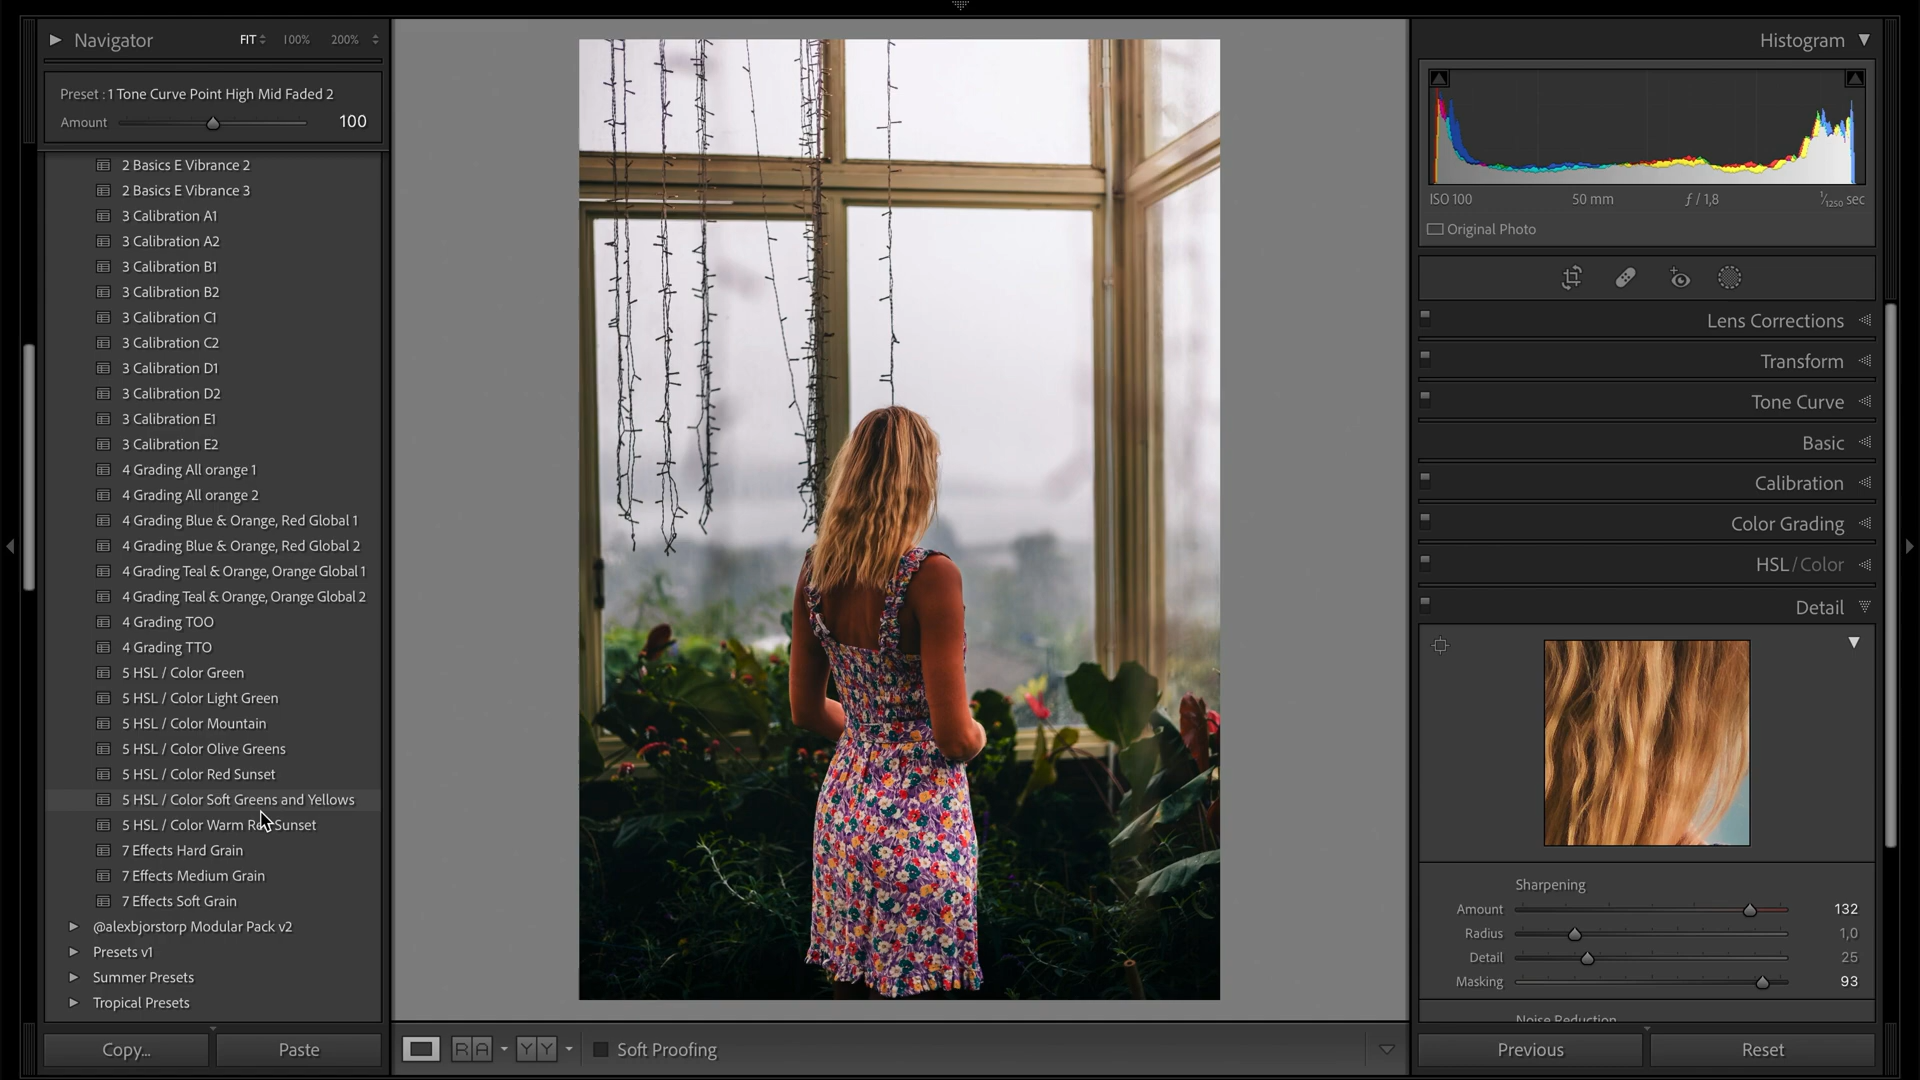 Navigator
FIT 100% 200%
Preset : 1 Tone Curve Point High Mid Faded 2
Amount 100
2 Basics E Vibrance 2
2 Basics E Vibrance 3
3 Calibration A1
3 Calibration A2
3 Calibration B1
3 Calibration B2
3 Calibration C1
3 Calibration C2
3 Calibration D1
3 Calibration D2
3 Calibration E1
3 Calibration E2
4 Grading All orange 1
4 Grading All orange 2
4 Grading Blue & Orange, Red Global 1
4 Grading Blue & Orange, Red Global 2
4 Grading Teal & Orange, Orange Global 1
4 Grading Teal & Orange, Orange Global 2
4 Grading TOO
4 Grading TTO
5 HSL / Color Green
5 HSL / Color Light Green
5 HSL / Color Mountain
5 HSL / Color Olive Greens
5 HSL / Color Red Sunset
5 HSL / Color Soft Greens and Yellows
5 HSL / Color Warm Red Sunset
7 Effects Hard Grain
7 Effects Medium Grain
7 Effects Soft Grain
@alexbjorstorp Modular Pack v2
Presets v1
Summer Presets
Tropical Presets
Copy... Paste
R A Y Y Soft Proofing
Histogram
ISO 100 50 mm ƒ / 1,8 1/1250 sec
Original Photo
Lens Corrections
Transform
Tone Curve
Basic
Calibration
Color Grading
HSL / Color
Detail
Sharpening
Amount 132
Radius 1,0
Detail 25
Masking 93
Noise Reduction
Previous Reset